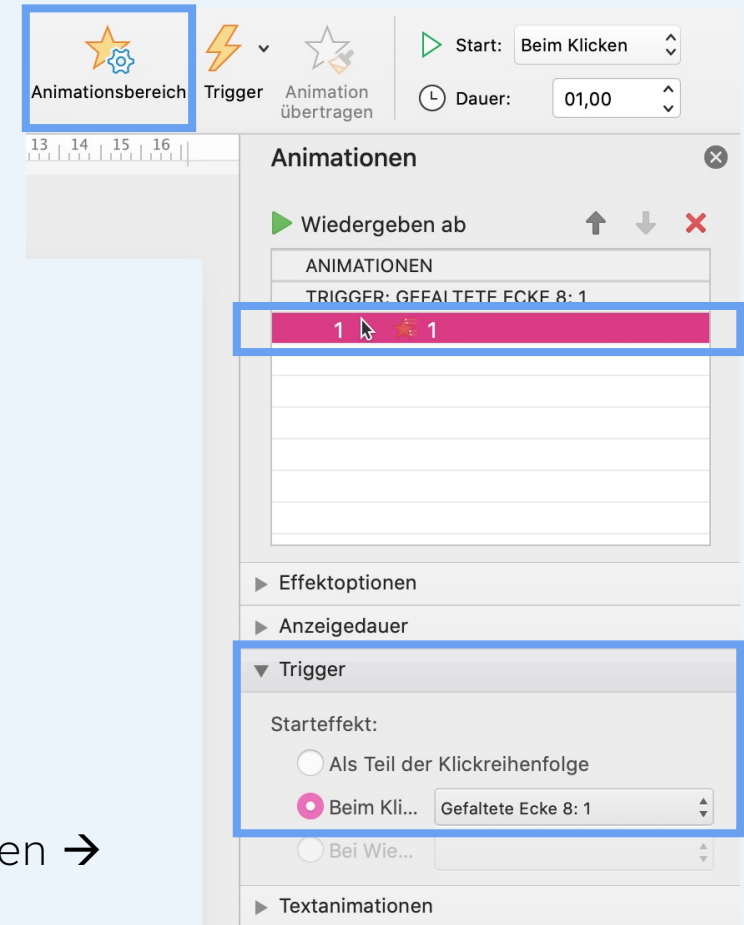 Start: Beim Klicken
Animationsbereich Trigger Animation übertragen
Dauer: 01,00
13 14 15 16
Animationen
Wiedergeben ab
ANIMATIONEN
TRIGGER: GEFALTETE ECKE 8: 1
1 1
Effektoptionen
Anzeigedauer
Trigger
Starteffekt:
Als Teil der Klickreihenfolge
Beim Kli... Gefaltete Ecke 8: 1
en →
Bei Wie...
Textanimationen